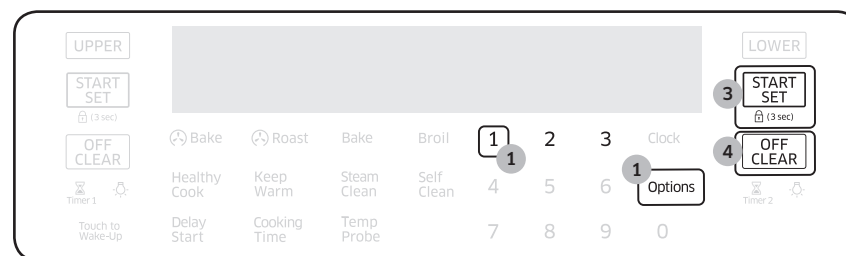 UPPER
LOWER
START
SET
(3 sec)
3
START
SET
(3 sec)
OFF
CLEAR
Bake
Roast
Bake
Broil
1
2
3
Clock
1
4
OFF
CLEAR
Timer 1
Healthy
Cook
Keep
Warm
Steam
Clean
Self
Clean
4
5
6
1
Options
Timer 2
Touch to
Wake-Up
Delay
Start
Cooking
Time
Temp
Probe
7
8
9
0